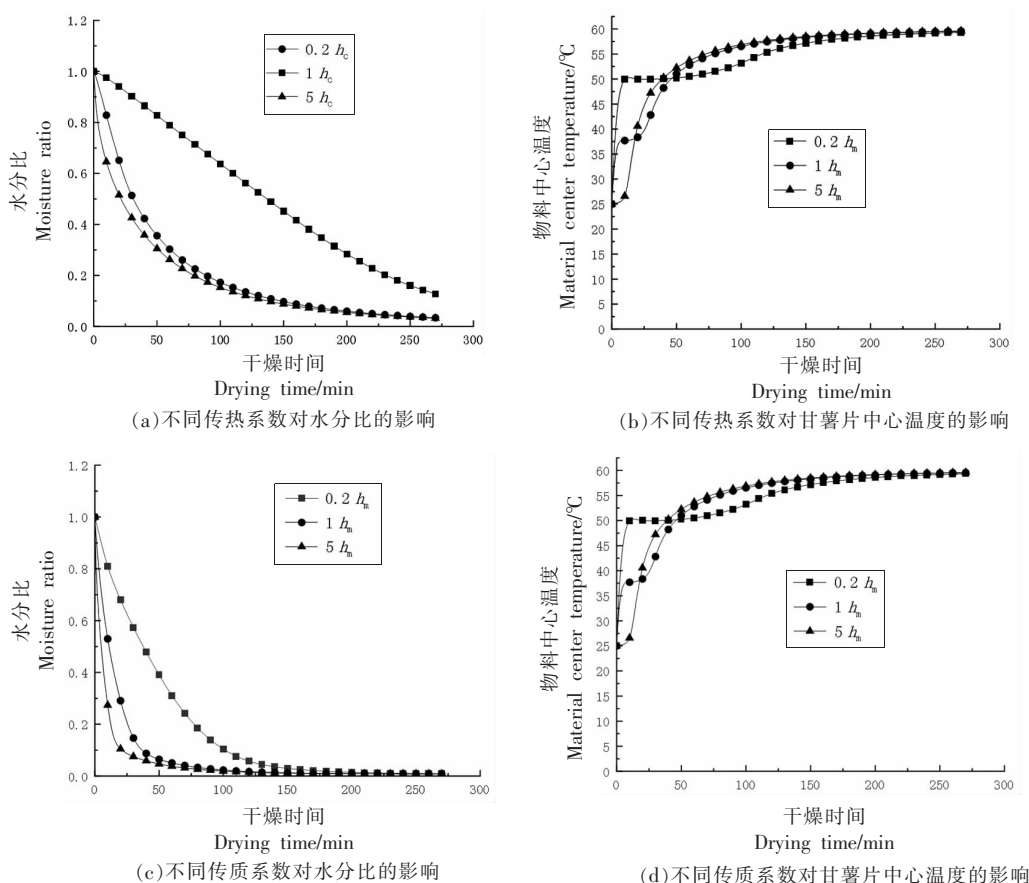 1.2
1.0
0.8
0.6
0.4
0.2
0.0
水分比
Moisture ratio
0.2 hc
1 hc
5 hc
0 50 100 150 200 250 300
干燥时间
Drying time/min
(a)不同传热系数对水分比的影响
60
55
50
45
40
35
30
25
20
15
10
5
0
物料中心温度/℃
Material center temperature/℃
0.2 hm
1 hm
5 hm
0 50 100 150 200 250 300
干燥时间
Drying time/min
(b)不同传热系数对甘薯片中心温度的影响
1.2
1.0
0.8
0.6
0.4
0.2
0.0
水分比
Moisture ratio
0.2 hm
1 hm
5 hm
0 50 100 150 200 250 300
干燥时间
Drying time/min
(c)不同传质系数对水分比的影响
60
55
50
45
40
35
30
25
20
15
10
5
0
物料中心温度/℃
Material center temperature/℃
0.2 hm
1 hm
5 hm
0 50 100 150 200 250 300
干燥时间
Drying time/min
(d)不同传质系数对甘薯片中心温度的影响